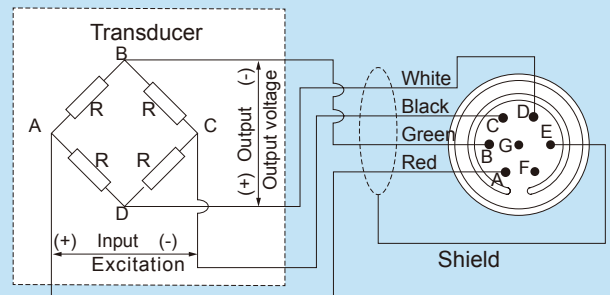 Transducer
B
(-)
Output
(+)
Output voltage
R
R
A
C
R
R
D
(+) Input (-)
Excitation
White
Black
Green
Red
C
D
E
B
G
A
F
Shield